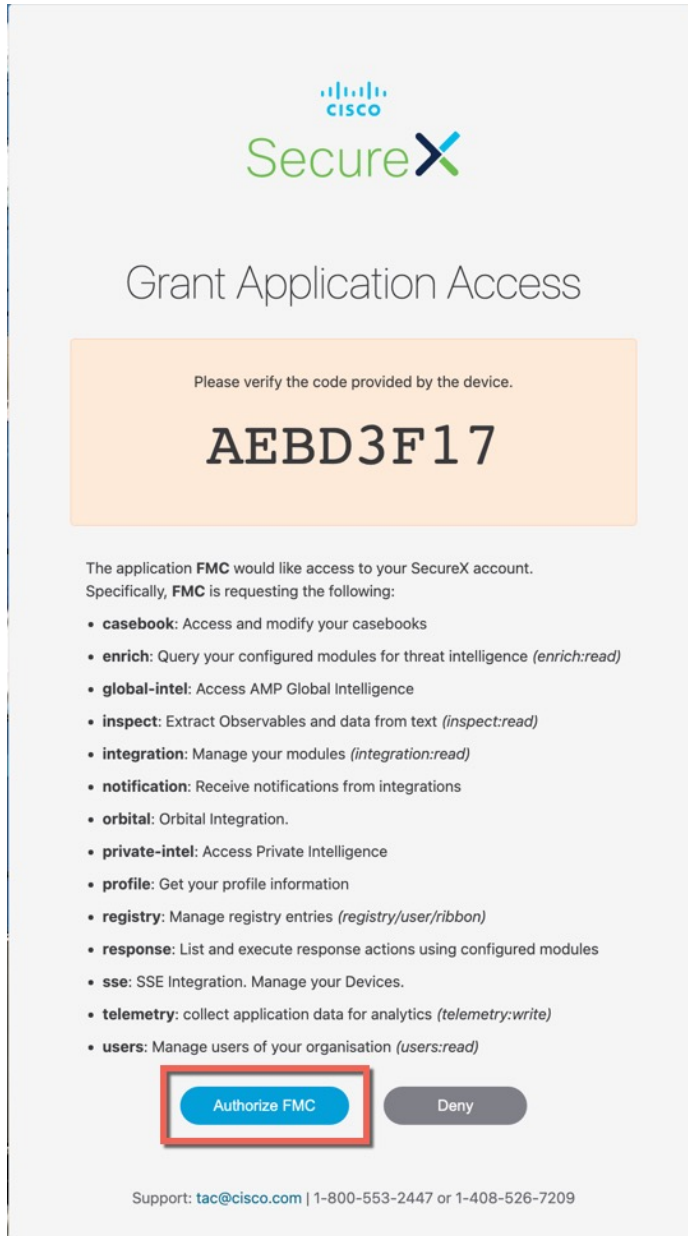 CISCO
SecureX
Grant Application Access
Please verify the code provided by the device.
AEBD3F17
The application FMC would like access to your SecureX account.
Specifically, FMC is requesting the following:
• casebook: Access and modify your casebooks
• enrich: Query your configured modules for threat intelligence (enrich:read)
• global-intel: Access AMP Global Intelligence
• inspect: Extract Observables and data from text (inspect:read)
• integration: Manage your modules (integration:read)
• notification: Receive notifications from integrations
• orbital: Orbital Integration.
• private-intel: Access Private Intelligence
• profile: Get your profile information
• registry: Manage registry entries (registry/user/ribbon)
• response: List and execute response actions using configured modules
• sse: SSE Integration. Manage your Devices.
• telemetry: collect application data for analytics (telemetry:write)
• users: Manage users of your organisation (users:read)
Authorize FMC Deny
Support: tac@cisco.com | 1-800-553-2447 or 1-408-526-7209